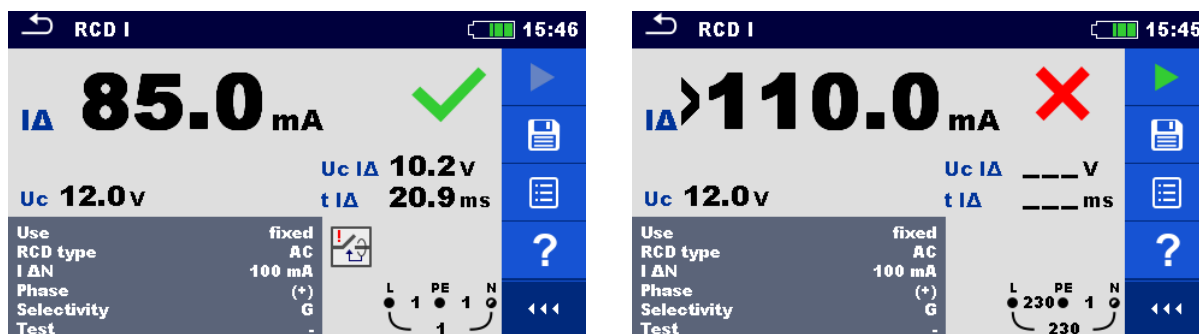 RCD I 15:46
IΔ 85.0 mA
Uc IΔ 10.2 V
Uc 12.0 V t IΔ 20.9 ms
Use fixed
RCD type AC
I ΔN 100 mA
Phase (+)
Selectivity G
Test -
L PE N
1 1
1
?
RCD I 15:45
IΔ >110.0 mA
Uc IΔ ___ V
Uc 12.0 V t IΔ ___ ms
Use fixed
RCD type AC
I ΔN 100 mA
Phase (+)
Selectivity G
Test -
L PE N
230 1
230
?